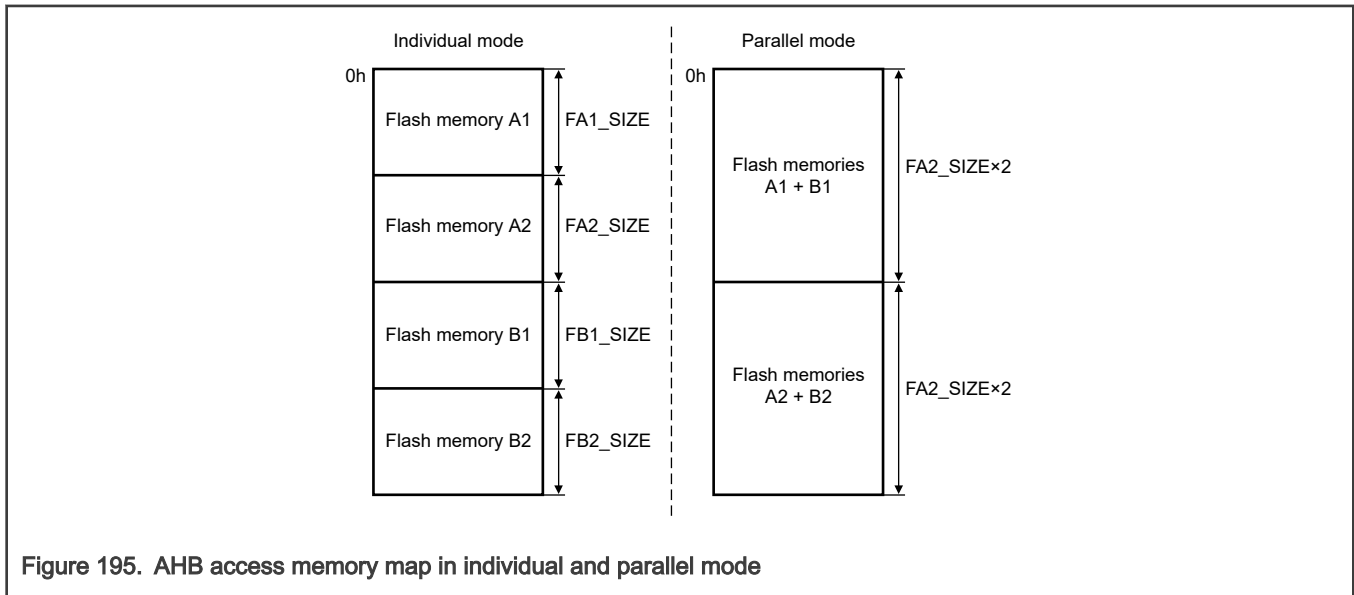 Individual mode
0h
Flash memory A1
FA1_SIZE
Flash memory A2
FA2_SIZE
Flash memory B1
FB1_SIZE
Flash memory B2
FB2_SIZE
Parallel mode
0h
Flash memories
A1 + B1
FA2_SIZE×2
Flash memories
A2 + B2
FA2_SIZE×2
Figure 195. AHB access memory map in individual and parallel mode